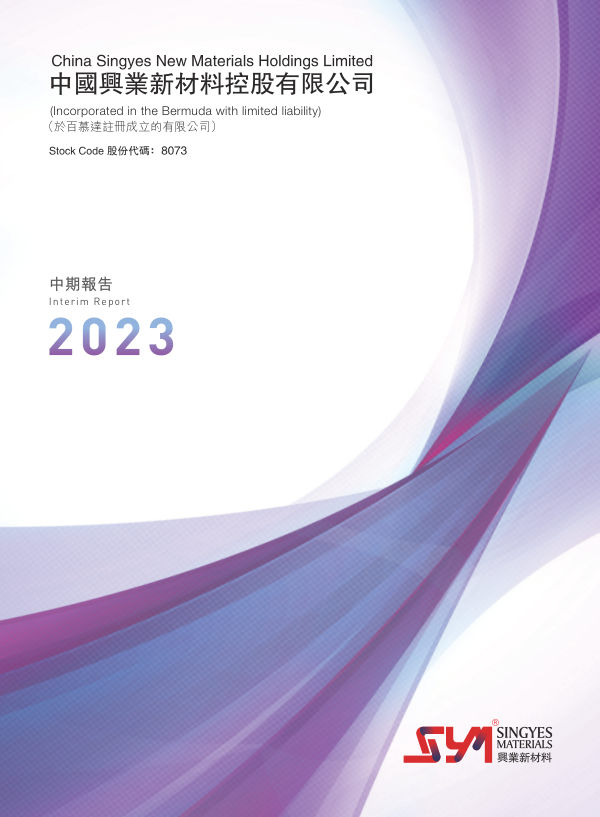 China Singyes New Materials Holdings Limited
中國興業新材料控股有限公司
(Incorporated in the Bermuda with limited liability)
（於百慕達註冊成立的有限公司）
Stock Code 股份代碼：8073
中期報告
Interim Report
2023
SYM®
SINGYES
MATERIALS
興業新材料